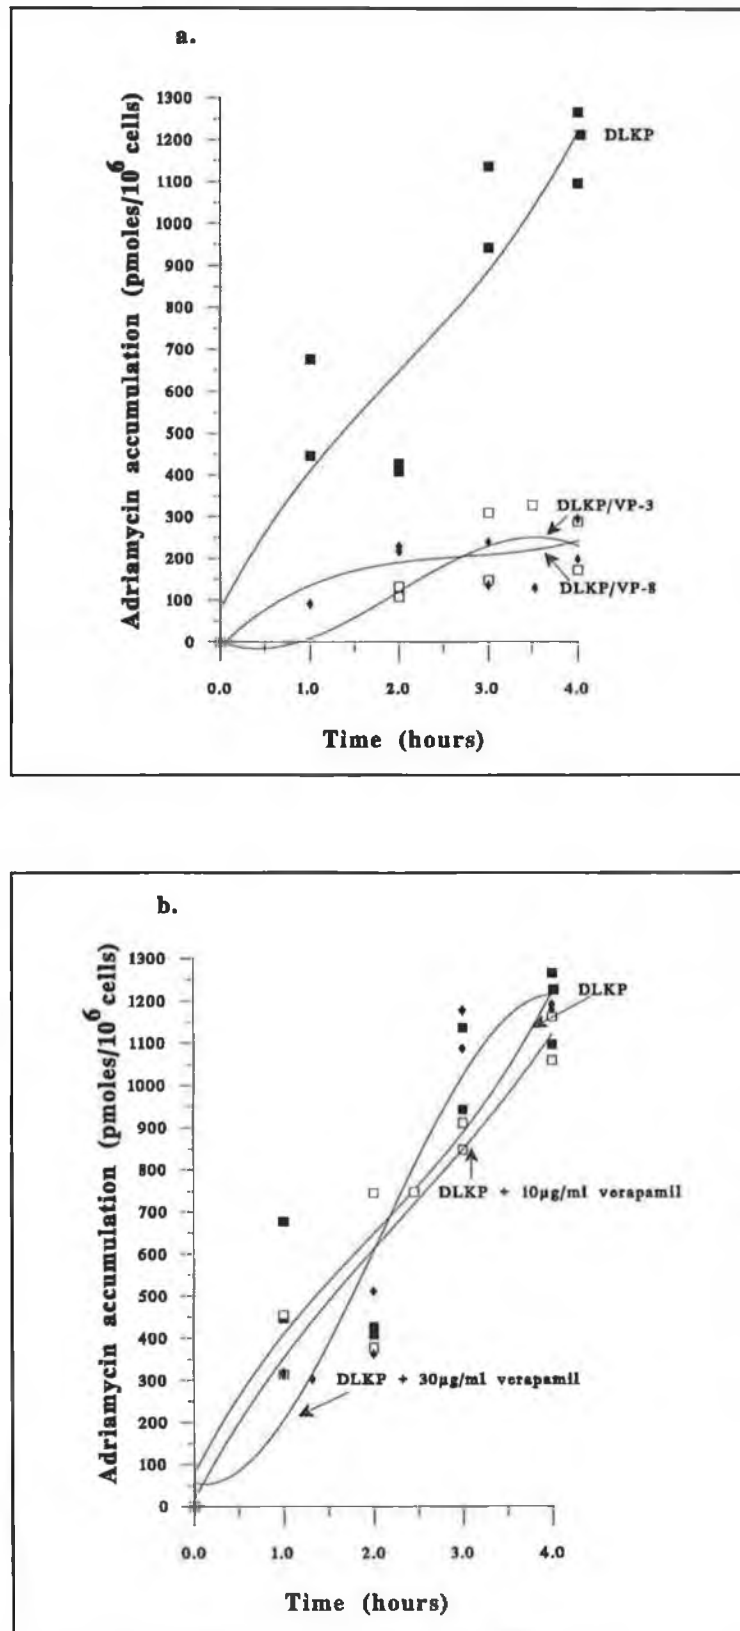 a.
Adriamycin accumulation (pmoles/10^6 cells)
1300
1200
1100
1000
900
800
700
600
500
400
300
200
100
0
DLKP
DLKP/VP-3
DLKP/VP-8
0.0 1.0 2.0 3.0 4.0
Time (hours)
b.
Adriamycin accumulation (pmoles/10^6 cells)
1300
1200
1100
1000
900
800
700
600
500
400
300
200
100
0
DLKP
DLKP + 10µg/ml verapamil
DLKP + 30µg/ml verapamil
0.0 1.0 2.0 3.0 4.0
Time (hours)